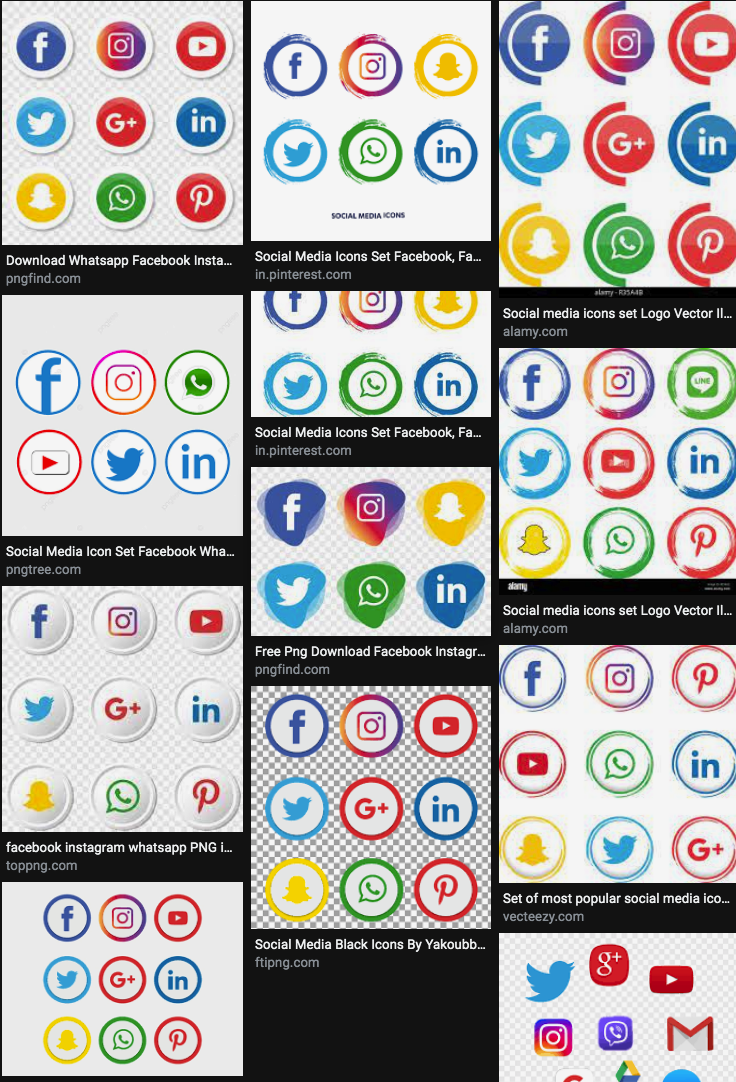 Download Whatsapp Facebook Insta...
pngfind.com
Social Media Icon Set Facebook Wha...
pngtree.com
facebook instagram whatsapp PNG i...
toppng.com
SOCIAL MEDIA ICONS
Social Media Icons Set Facebook, Fa...
in.pinterest.com
Social Media Icons Set Facebook, Fa...
in.pinterest.com
Free Png Download Facebook Instagr...
pngfind.com
Social Media Black Icons By Yakoubb...
ftipng.com
alamy - R35A4B
Social media icons set Logo Vector Il...
alamy.com
LINE
alamy
Social media icons set Logo Vector Il...
alamy.com
Set of most popular social media ico...
vecteezy.com